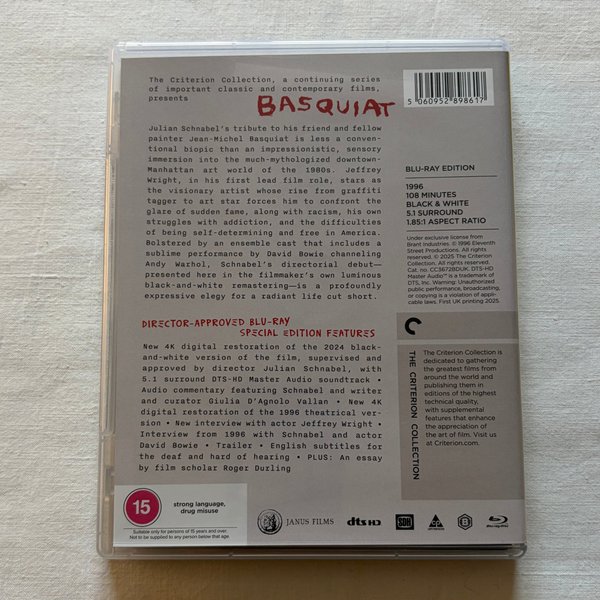 The Criterion Collection, a continuing series
of important classic and contemporary films,
presents
BASQUIAT
Julian Schnabel's tribute to his friend and fellow
painter Jean-Michel Basquiat is less a conven-
tional biopic than an impressionistic, sensory
immersion into the much-mythologized downtown-
Manhattan art world of the 1980s. Jeffrey
Wright, in his first lead film role, stars as
the visionary artist whose rise from graffiti
tagger to art star forces him to confront the
glare of sudden fame, along with racism, his own
struggles with addiction, and the difficulties
of being self-determining and free in America.
Bolstered by an ensemble cast that includes a
sublime performance by David Bowie channeling
Andy Warhol, Schnabel's directorial debut—
presented here in the filmmaker's own luminous
black-and-white remastering—is a profoundly
expressive elegy for a radiant life cut short.
DIRECTOR-APPROVED BLU-RAY
SPECIAL EDITION FEATURES
New 4K digital restoration of the 2024 black-
and-white version of the film, supervised and
approved by director Julian Schnabel, with
5.1 surround DTS-HD Master Audio soundtrack •
Audio commentary featuring Schnabel and writer
and curator Giulia D'Agnolo Vallan • New 4K
digital restoration of the 1996 theatrical ver-
sion • New interview with actor Jeffrey Wright •
Interview from 1996 with Schnabel and actor
David Bowie • Trailer • English subtitles for
the deaf and hard of hearing • PLUS: An essay
by film scholar Roger Durling
5 060952 898617
BLU-RAY EDITION
1996
108 MINUTES
BLACK & WHITE
5.1 SURROUND
1.85:1 ASPECT RATIO
Under exclusive license from
Brant Industries. © 1996 Eleventh
Street Productions. All rights
reserved. © 2025 The Criterion
Collection, All rights reserved.
Cat. no. CC3672BDUK. DTS-HD
Master Audio™ is a trademark of
DTS, Inc. Warning: Unauthorized
public performance, broadcasting,
or copying is a violation of appli-
cable laws. First UK printing 2025
THE CRITERION COLLECTION
The Criterion Collection is
dedicated to gathering
the greatest films from
around the world and
publishing them in
editions of the highest
technical quality,
with supplemental
features that enhance
the appreciation of
the art of film. Visit us
at Criterion.com.
15
strong language,
drug misuse
Suitable only for persons of 15 years and over.
Not to be supplied to any person below that age.
JANUS FILMS
dts HD
B
Blu-ray Disc